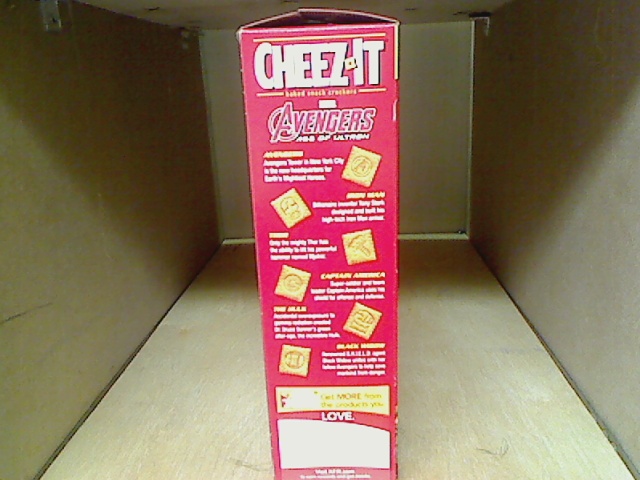 CHEEZ-IT
baked snack crackers
AVENGERS
AGE OF ULTRON
AVENGERS
Avengers Tower in New York City
is the new headquarters for
Earth's Mightiest Heroes.
IRON MAN
Billionaire inventor Tony Stark
designed and built his
high-tech Iron Man armor.
THOR
Only the mighty Thor has
the ability to lift his powerful
hammer named Mjolnir.
CAPTAIN AMERICA
Super-soldier and team
leader Captain America uses his
shield for offense and defense.
THE HULK
Accidental overexposure to
gamma radiation created
Dr. Bruce Banner's green
alter-ego, the incredible Hulk.
BLACK WIDOW
Renowned S.H.I.E.L.D. agent
Black Widow unites with her
fellow Avengers to help save
mankind from danger.
Get MORE from
the products you
LOVE.